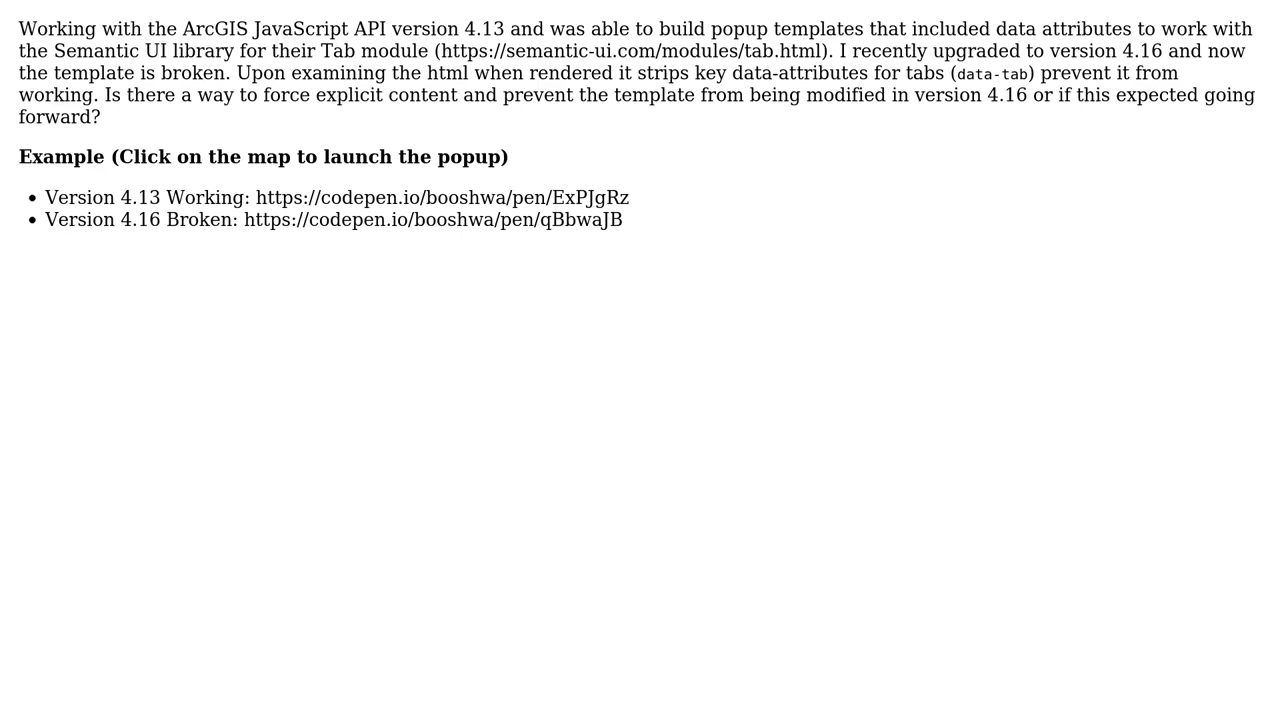 Working with the ArcGIS JavaScript API version 4.13 and was able to build popup templates that included data attributes to work with
the Semantic UI library for their Tab module (https://semantic-ui.com/modules/tab.html). I recently upgraded to version 4.16 and now
the template is broken. Upon examining the html when rendered it strips key data-attributes for tabs (data-tab) prevent it from
working. Is there a way to force explicit content and prevent the template from being modified in version 4.16 or if this expected going
forward?
Example (Click on the map to launch the popup)
• Version 4.13 Working: https://codepen.io/booshwa/pen/ExPJgRz
• Version 4.16 Broken: https://codepen.io/booshwa/pen/qBbwaJB